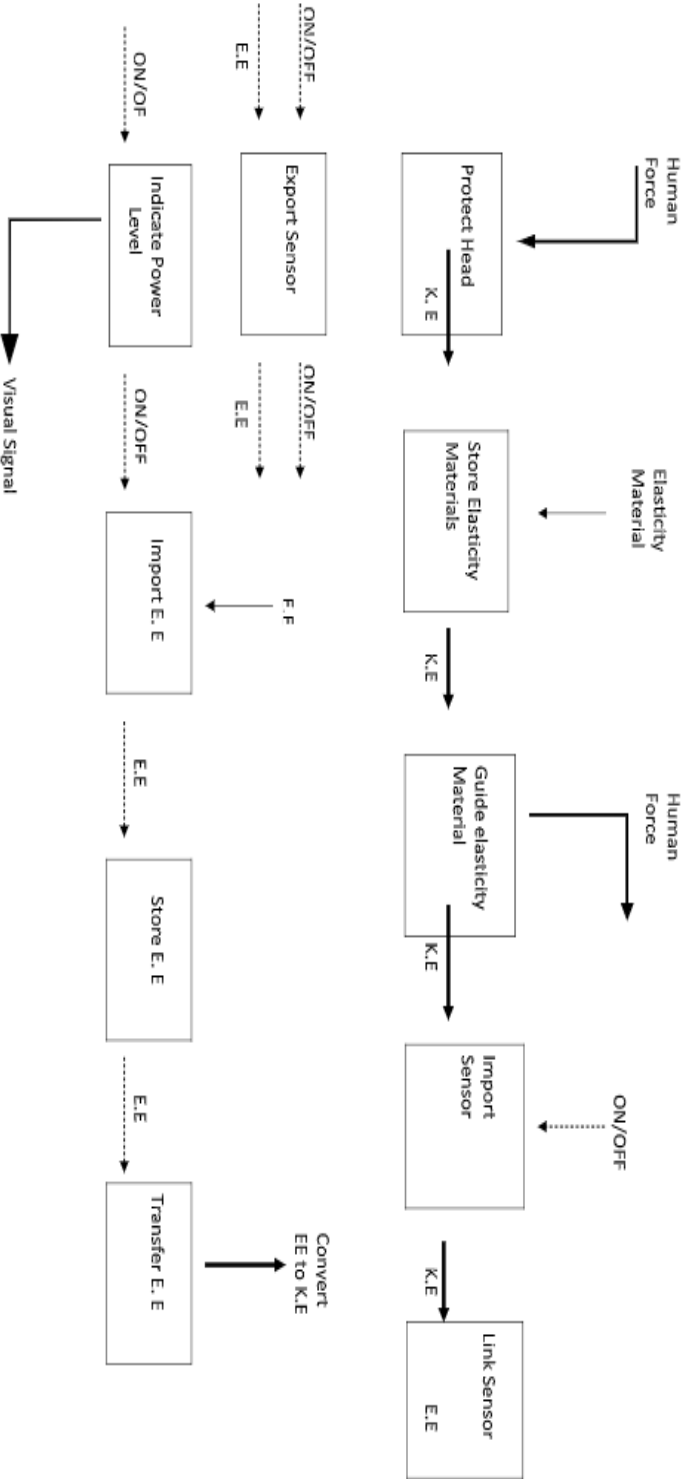 Human
Force
Elasticity
Material
Human
Force
ON/OFF
Protect Head
K. E
Store Elasticity
Materials
K.E
Guide elasticity
Material
K.E
Import
Sensor
K.E
Link Sensor
E.E
ON/OFF
E.E
Export Sensor
ON/OFF
E.E
F.F
Convert
EE to K.E
ON/OF
Indicate Power
Level
ON/OFF
Import E. E
E.E
Store E. E
E.E
Transfer E. E
Visual Signal